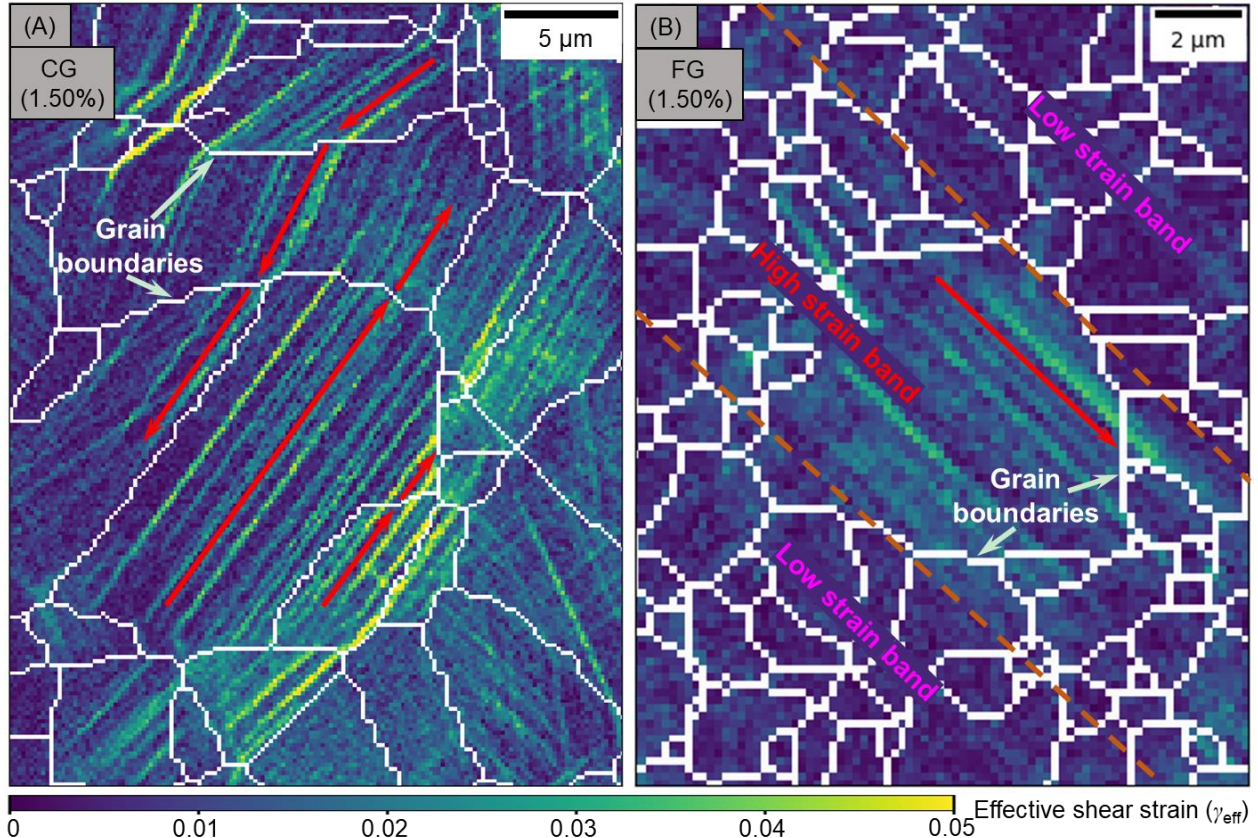 (A)
CG
(1.50%)
5 µm
Grain
boundaries
(B)
FG
(1.50%)
2 µm
Low strain band
High strain band
Grain
boundaries
Low strain band
0
0.01
0.02
0.03
0.04
0.05
Effective shear strain (γeff)